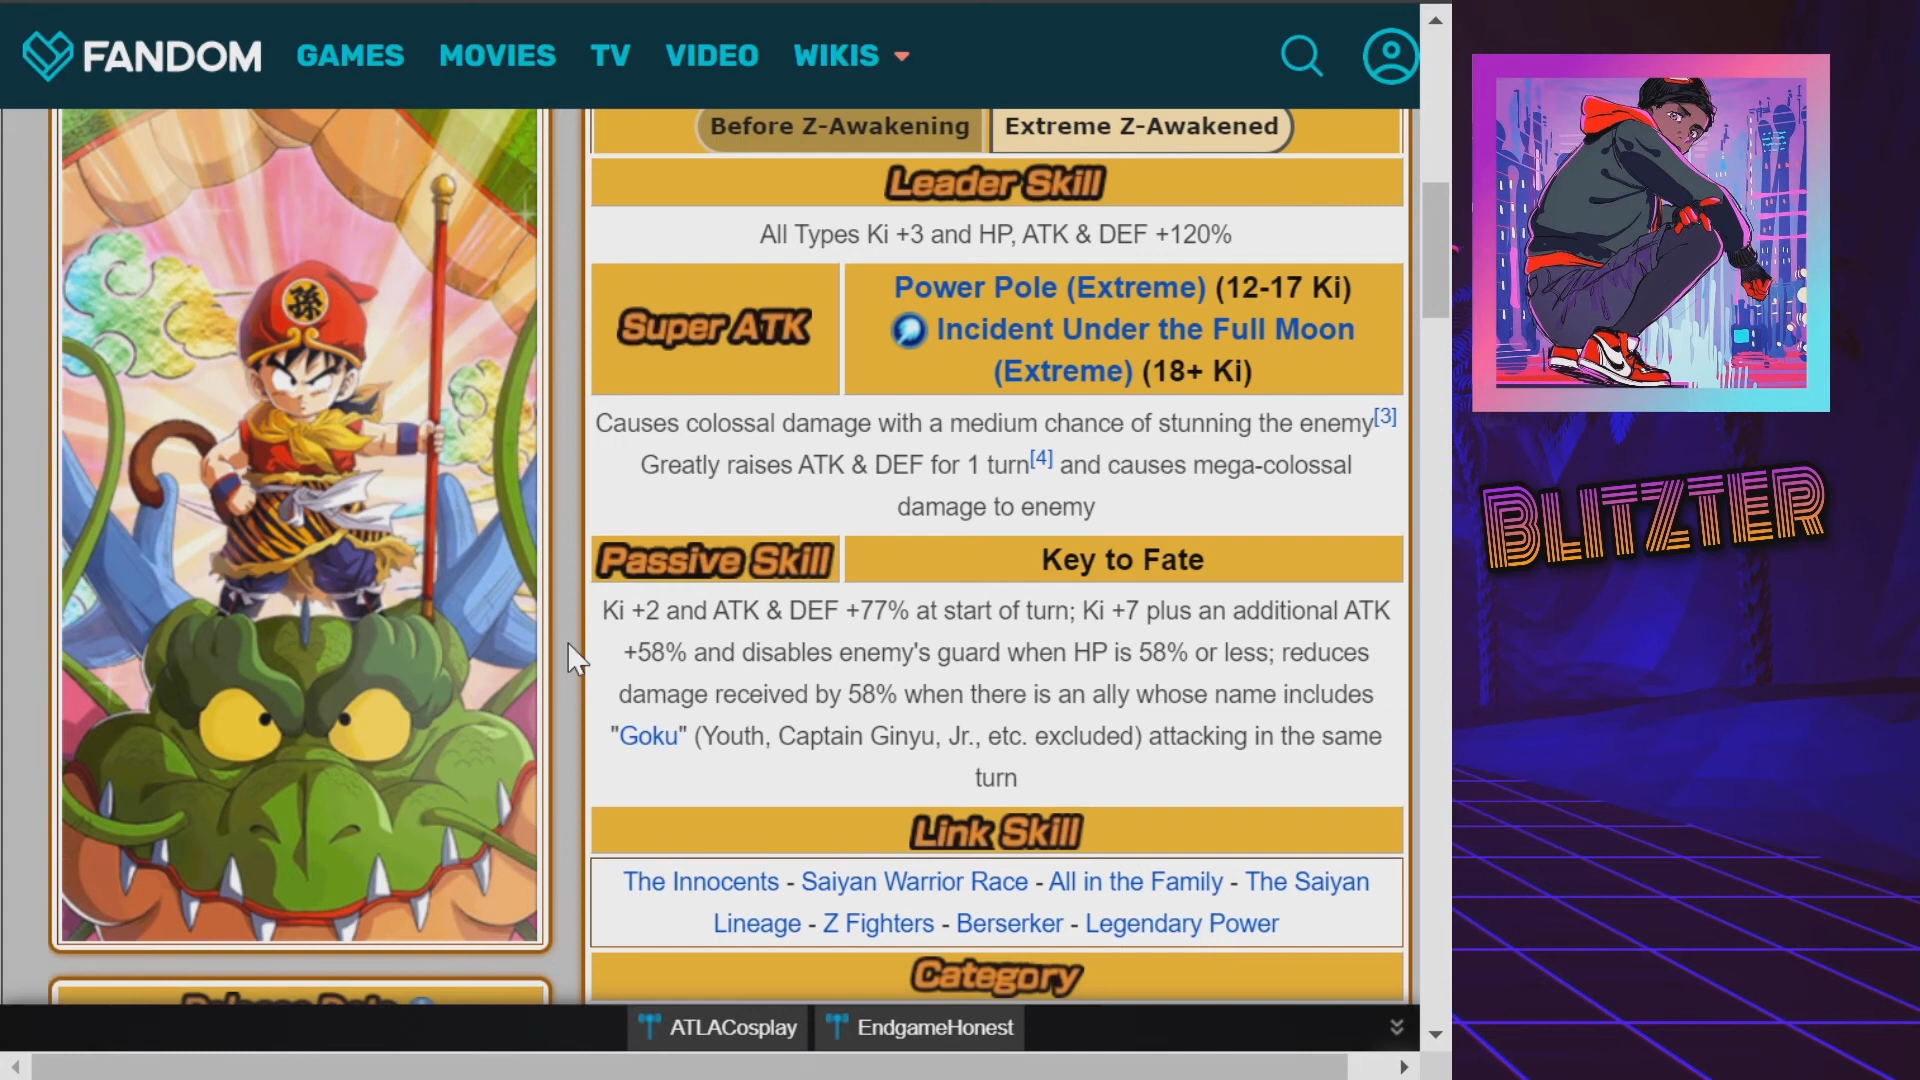 FANDOM GAMES MOVIES TV VIDEO WIKIS
Before Z-Awakening Extreme Z-Awakened
Leader Skill
All Types Ki +3 and HP, ATK & DEF +120%
Super ATK
Power Pole (Extreme) (12-17 Ki)
Incident Under the Full Moon
(Extreme) (18+ Ki)
Causes colossal damage with a medium chance of stunning the enemy[3]
Greatly raises ATK & DEF for 1 turn[4] and causes mega-colossal
damage to enemy
Passive Skill Key to Fate
Ki +2 and ATK & DEF +77% at start of turn; Ki +7 plus an additional ATK
+58% and disables enemy's guard when HP is 58% or less; reduces
damage received by 58% when there is an ally whose name includes
"Goku" (Youth, Captain Ginyu, Jr., etc. excluded) attacking in the same
turn
Link Skill
The Innocents - Saiyan Warrior Race - All in the Family - The Saiyan
Lineage - Z Fighters - Berserker - Legendary Power
Category
ATLACosplay EndgameHonest
孫
BLITZTER